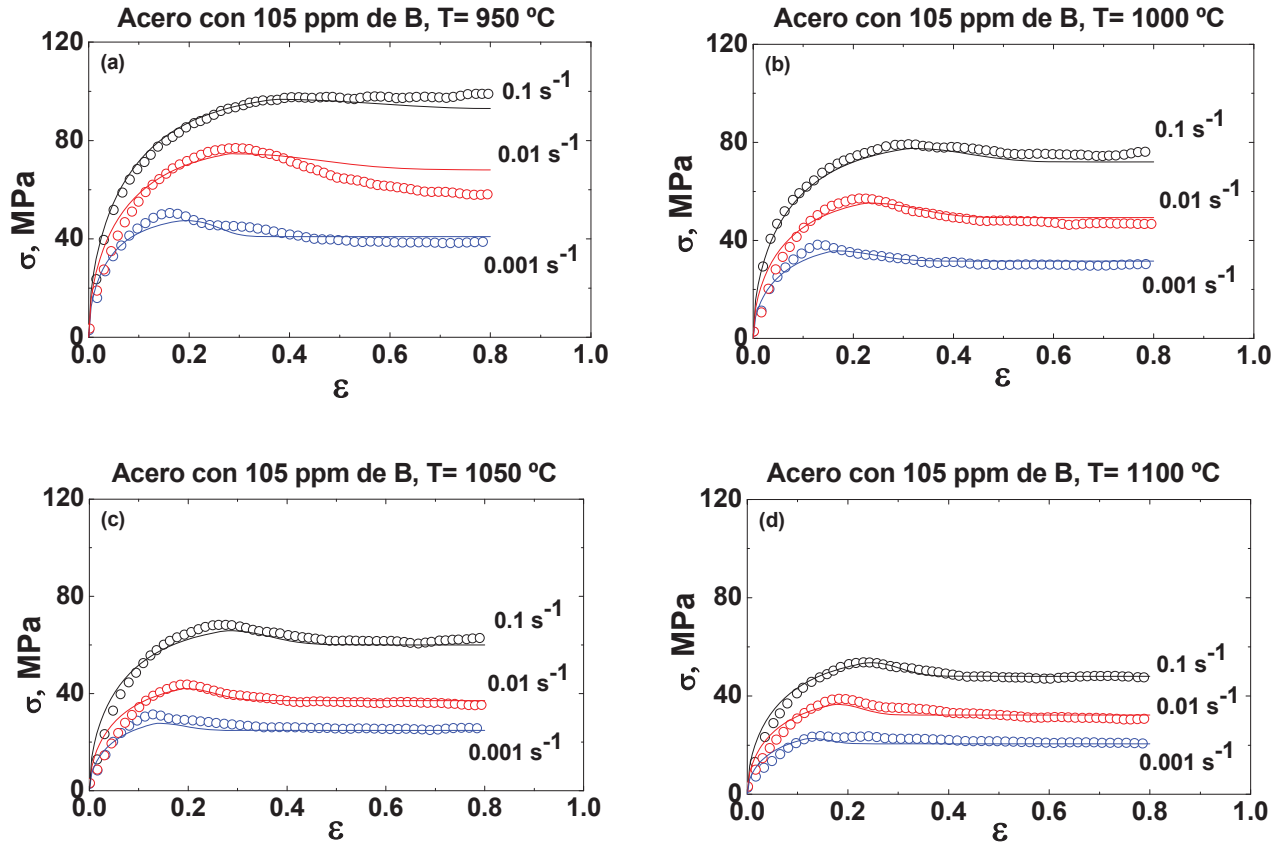 Acero con 105 ppm de B, T= 950 ºC
(a)
120
80
40
0
σ, MPa
0.1 s⁻¹
0.01 s⁻¹
0.001 s⁻¹
0.0 0.2 0.4 0.6 0.8 1.0
ε
Acero con 105 ppm de B, T= 1000 ºC
(b)
120
80
40
0
σ, MPa
0.1 s⁻¹
0.01 s⁻¹
0.001 s⁻¹
0.0 0.2 0.4 0.6 0.8 1.0
ε
Acero con 105 ppm de B, T= 1050 ºC
(c)
120
80
40
0
σ, MPa
0.1 s⁻¹
0.01 s⁻¹
0.001 s⁻¹
0.0 0.2 0.4 0.6 0.8 1.0
ε
Acero con 105 ppm de B, T= 1100 ºC
(d)
120
80
40
0
σ, MPa
0.1 s⁻¹
0.01 s⁻¹
0.001 s⁻¹
0.0 0.2 0.4 0.6 0.8 1.0
ε